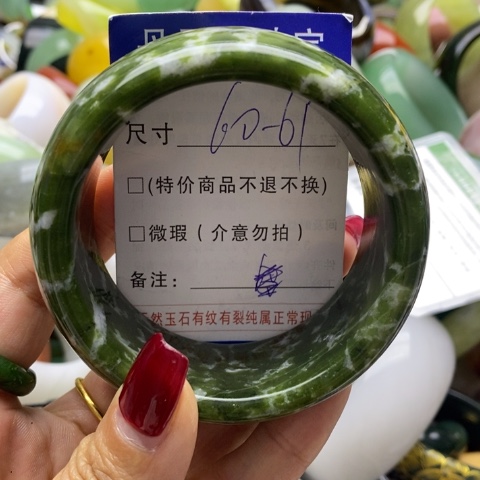 尺寸 60-61
□(特价商品不退不换)
□微瑕(介意勿拍)
备注:
天然玉石有纹有裂纯属正常现